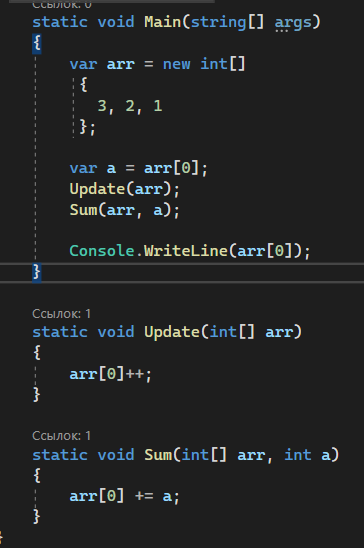 Ссылок: 0
static void Main(string[] args)
{
var arr = new int[]
{
3, 2, 1
};
var a = arr[0];
Update(arr);
Sum(arr, a);
Console.WriteLine(arr[0]);
}
Ссылок: 1
static void Update(int[] arr)
{
arr[0]++;
}
Ссылок: 1
static void Sum(int[] arr, int a)
{
arr[0] += a;
}
}